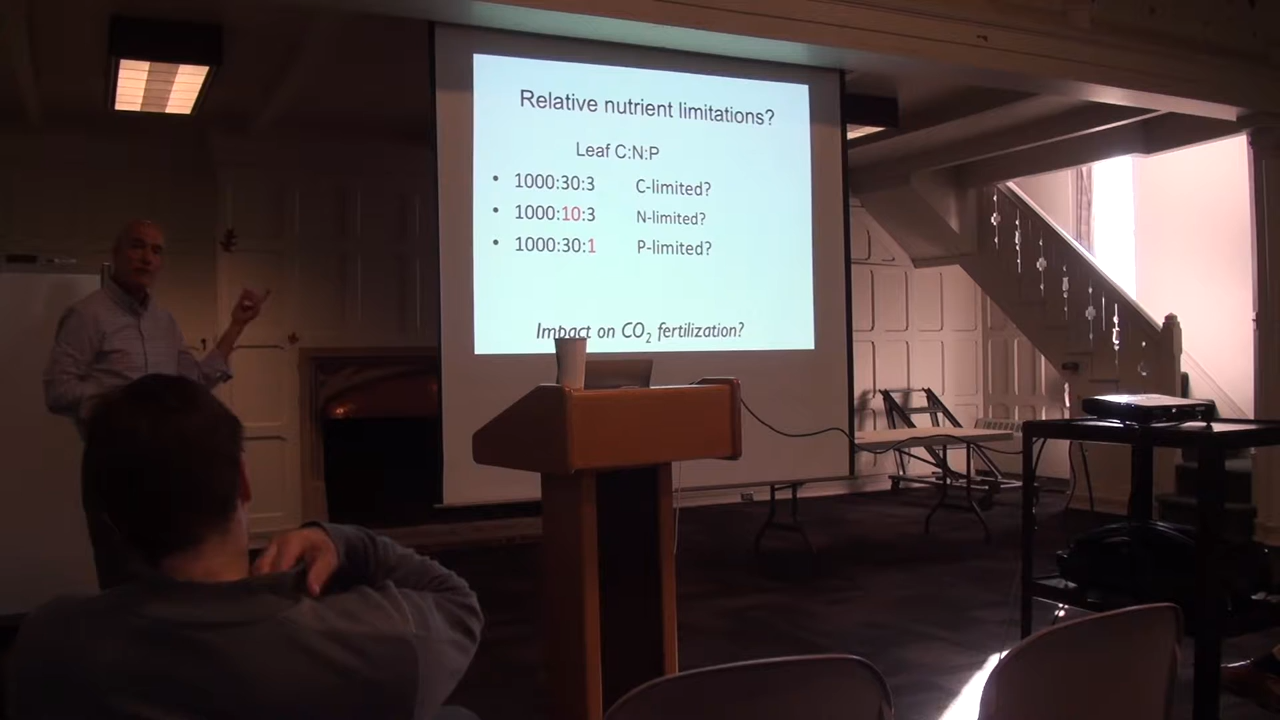 Relative nutrient limitations?
Leaf C:N:P
• 1000:30:3 C-limited?
• 1000:10:3 N-limited?
• 1000:30:1 P-limited?
Impact on CO₂ fertilization?